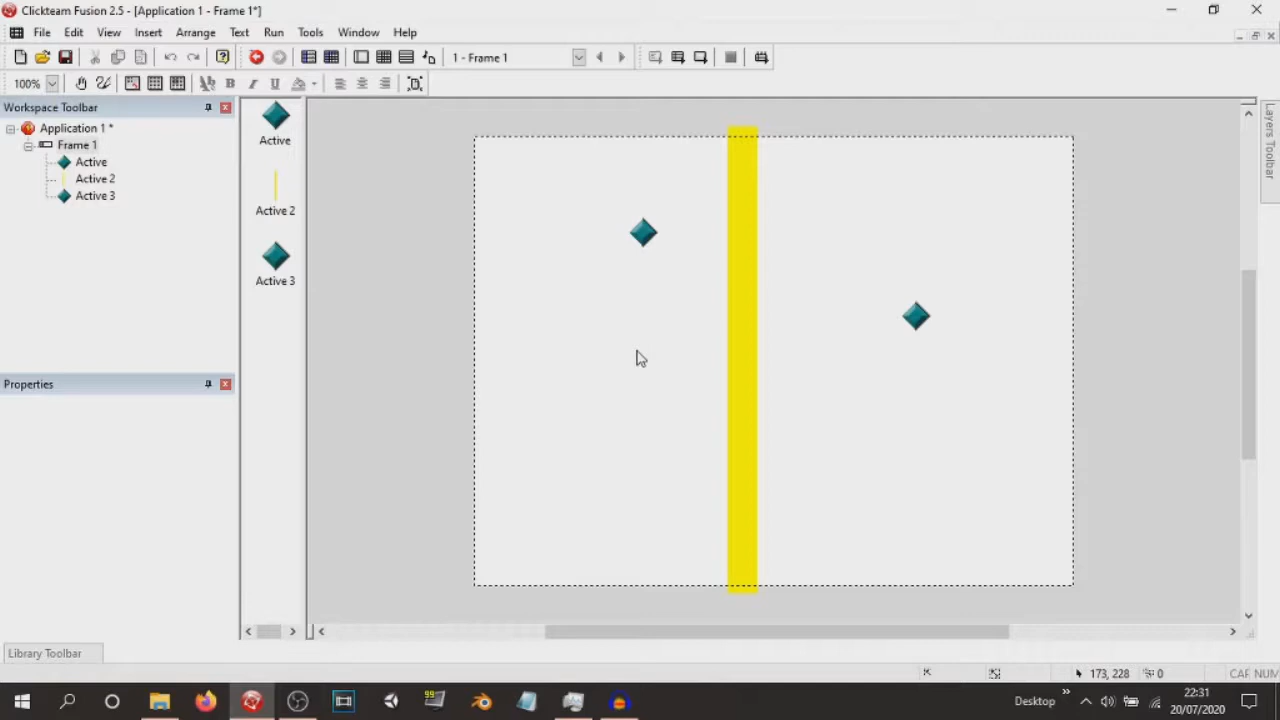 Clickteam Fusion 2.5 - [Application 1 - Frame 1*]
File Edit View Insert Arrange Text Run Tools Window Help
1 - Frame 1
100%
Workspace Toolbar
Application 1 *
Frame 1
Active
Active 2
Active 3
Properties
Library Toolbar
Active
Active 2
Active 3
Layers Toolbar
173, 228
0
CAF NUM
99
Desktop
22:31
20/07/2020